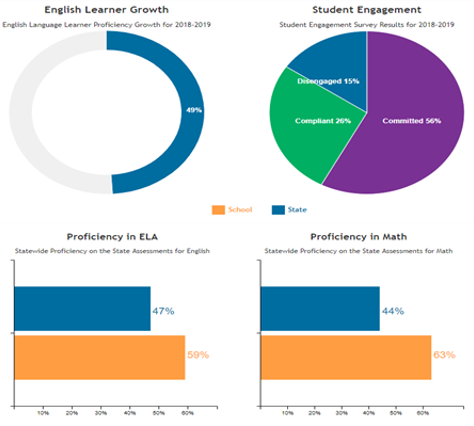 English Learner Growth
English Language Learner Proficiency Growth for 2018-2019
49%
Student Engagement
Student Engagement Survey Results for 2018-2019
Disengaged 15%
Compliant 26%
Committed 56%
School
State
Proficiency in ELA
Statewide Proficiency on the State Assessments for English
47%
59%
10% 20% 30% 40% 50% 60%
Proficiency in Math
Statewide Proficiency on the State Assessments for Math
44%
63%
10% 20% 30% 40% 50% 60%